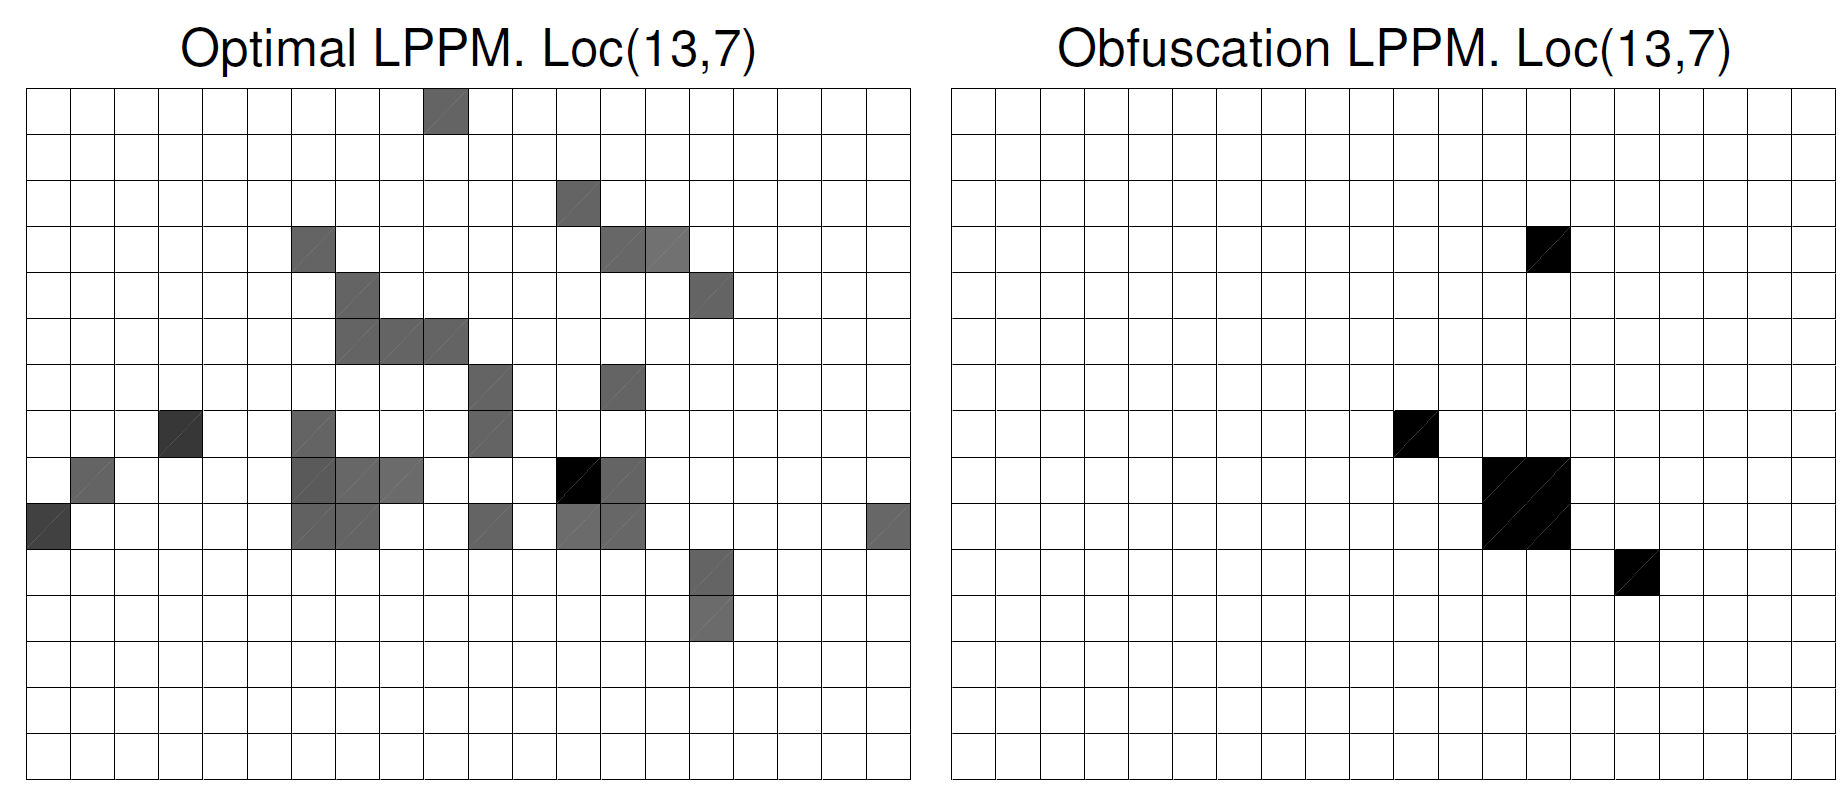 Optimal LPPM. Loc(13,7)
Obfuscation LPPM. Loc(13,7)